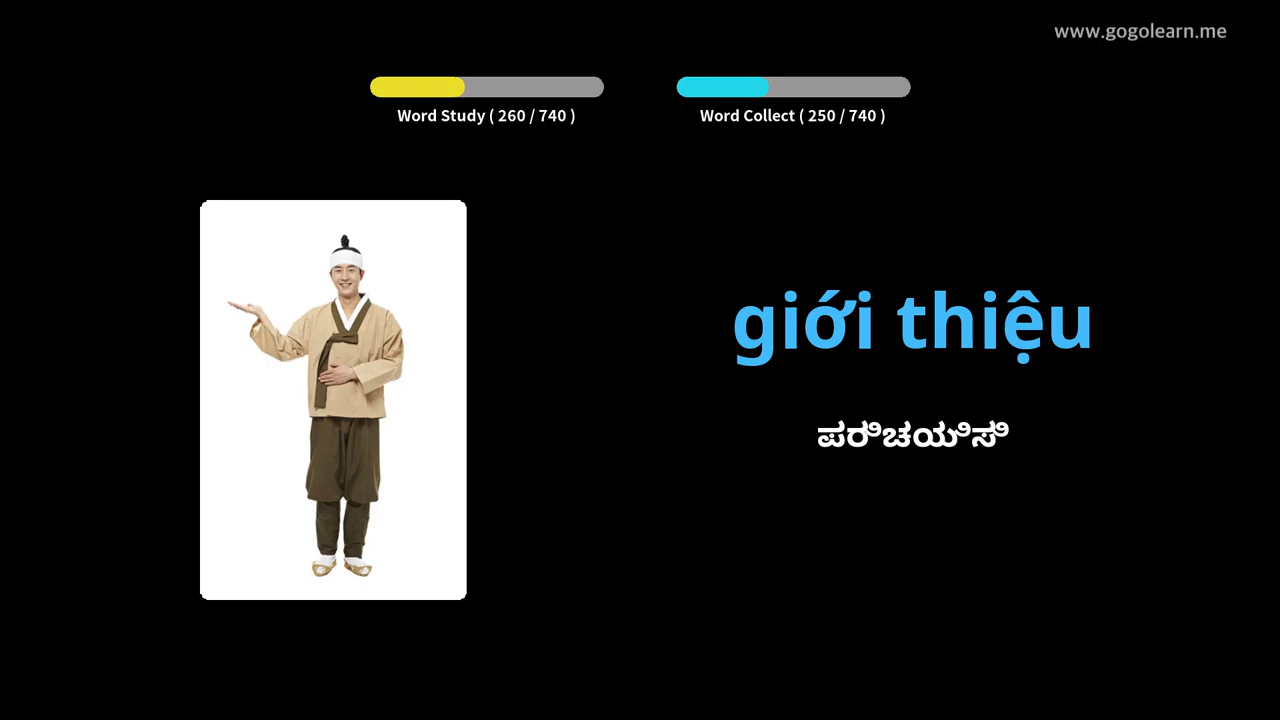 www.gogolearn.me
Word Study ( 260 / 740 )
Word Collect ( 250 / 740 )
giới thiệu
ಪರಿಚಯಿಸಿ